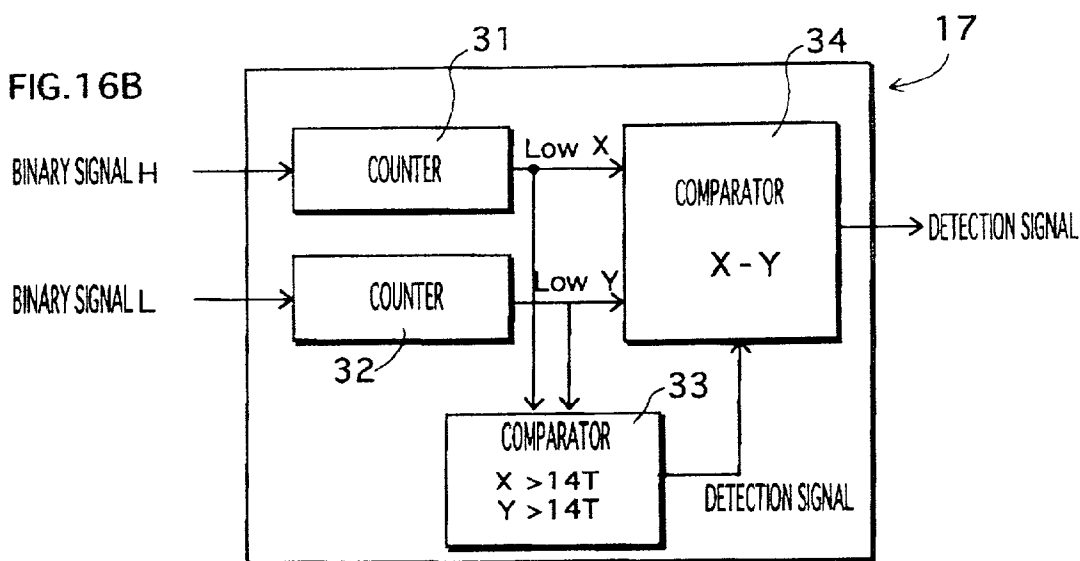 FIG.16B
31
34
17
BINARY SIGNAL H
COUNTER
Low X
COMPARATOR
X - Y
DETECTION SIGNAL
BINARY SIGNAL L
COUNTER
Low Y
32
33
COMPARATOR
X >14T
Y >14T
DETECTION SIGNAL